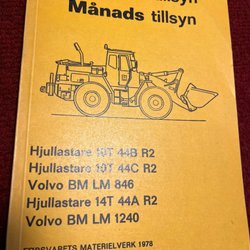 tillsyn
Månads tillsyn
Hjullastare 10T 44B R2
Hjullastare 10T 44C R2
Volvo BM LM 846
Hjullastare 14T 44A R2
Volvo BM LM 1240
FÖRSVARETS MATERIELVERK 1978